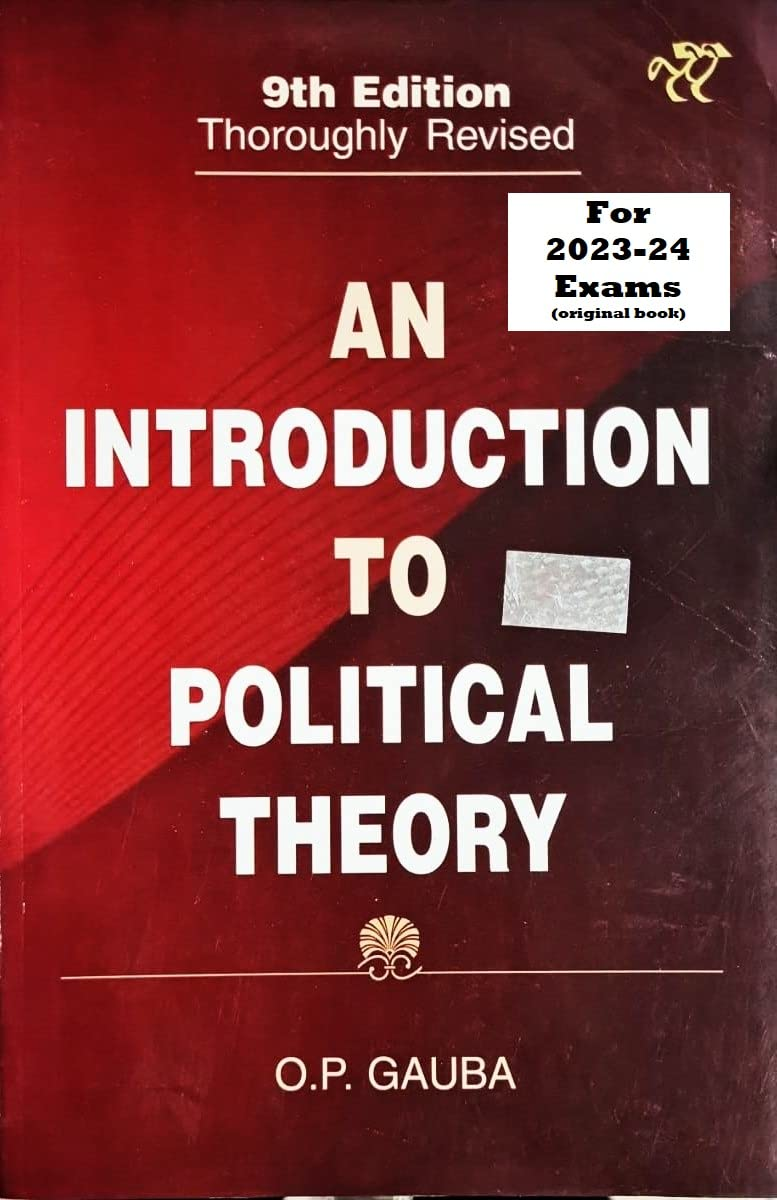 9th Edition
Thoroughly Revised
For
2023-24
Exams
(original book)
AN
INTRODUCTION
TO
POLITICAL
THEORY
O.P. GAUBA